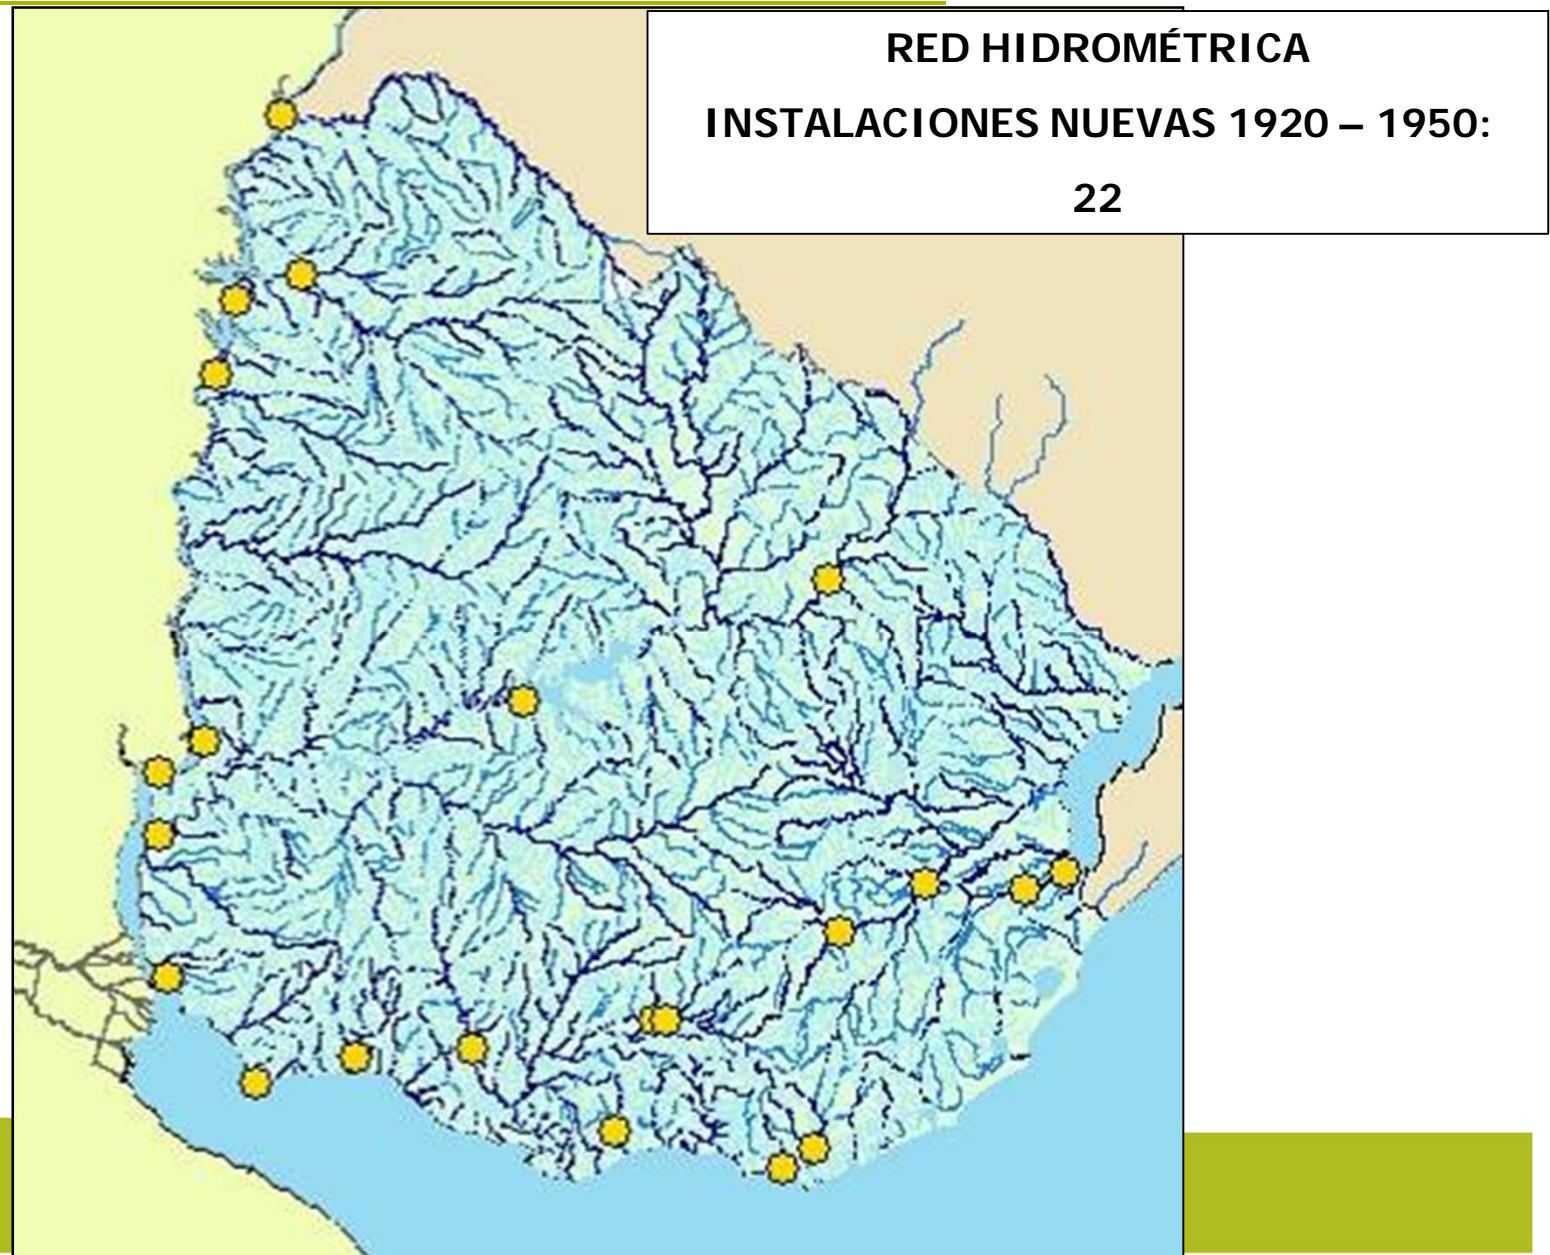 RED HIDROMÉTRICA
INSTALACIONES NUEVAS 1920 – 1950:
22